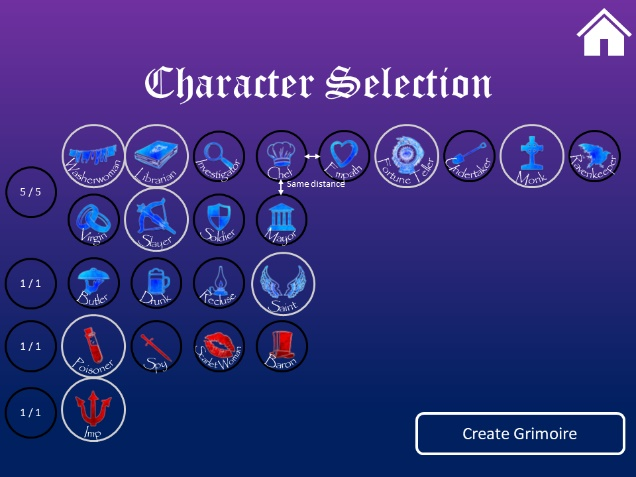 Character Selection
Washerwoman Librarian Investigator Chef Empath Fortune Teller Undertaker Monk Ravenkeeper
Same distance
5 / 5
Virgin Slayer Soldier Mayor
1 / 1 Butler Drunk Recluse Saint
1 / 1 Poisoner Spy Scarlet Woman Baron
1 / 1 Imp
Create Grimoire